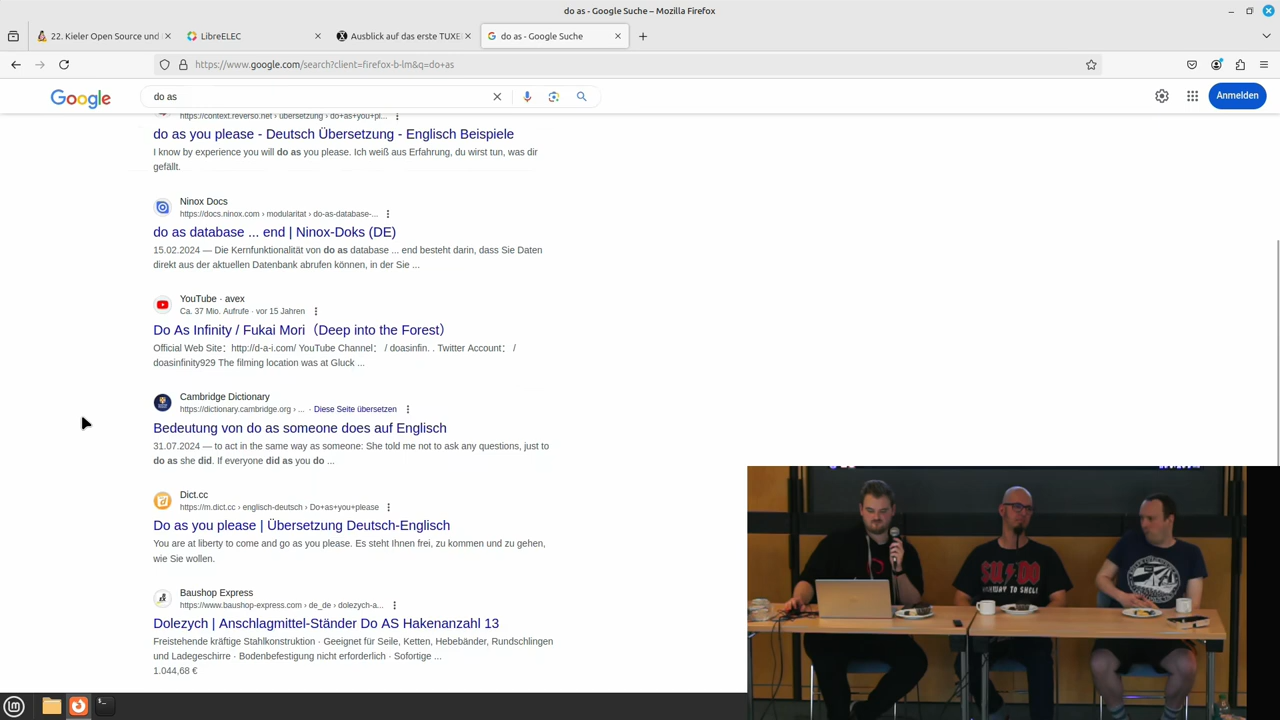 do as - Google Suche – Mozilla Firefox
22. Kieler Open Source und
LibreELEC
Ausblick auf das erste TUXE
do as - Google Suche
https://www.google.com/search?client=firefox-b-lm&q=do+as
Google
do as
Anmelden
https://context.reverso.net › übersetzung › do+as+you+pl...
do as you please - Deutsch Übersetzung - Englisch Beispiele
I know by experience you will do as you please. Ich weiß aus Erfahrung, du wirst tun, was dir
gefällt.
Ninox Docs
https://docs.ninox.com › modularitat › do-as-database-...
do as database ... end | Ninox-Doks (DE)
15.02.2024 — Die Kernfunktionalität von do as database ... end besteht darin, dass Sie Daten
direkt aus der aktuellen Datenbank abrufen können, in der Sie ...
YouTube · avex
Ca. 37 Mio. Aufrufe · vor 15 Jahren
Do As Infinity / Fukai Mori（Deep into the Forest）
Official Web Site： http://d-a-i.com/ YouTube Channel： / doasinfin. . Twitter Account： /
doasinfinity929 The filming location was at Gluck ...
Cambridge Dictionary
https://dictionary.cambridge.org › ... · Diese Seite übersetzen
Bedeutung von do as someone does auf Englisch
31.07.2024 — to act in the same way as someone: She told me not to ask any questions, just to
do as she did. If everyone did as you do ...
Dict.cc
https://m.dict.cc › englisch-deutsch › Do+as+you+please
Do as you please | Übersetzung Deutsch-Englisch
You are at liberty to come and go as you please. Es steht Ihnen frei, zu kommen und zu gehen,
wie Sie wollen.
Baushop Express
https://www.baushop-express.com › de_de › dolezych-a...
Dolezych | Anschlagmittel-Ständer Do AS Hakenanzahl 13
Freistehende kräftige Stahlkonstruktion · Geeignet für Seile, Ketten, Hebebänder, Rundschlingen
und Ladegeschirre · Bodenbefestigung nicht erforderlich · Sofortige ...
1.044,68 €
SU DO
HIGHWAY TO SHELL